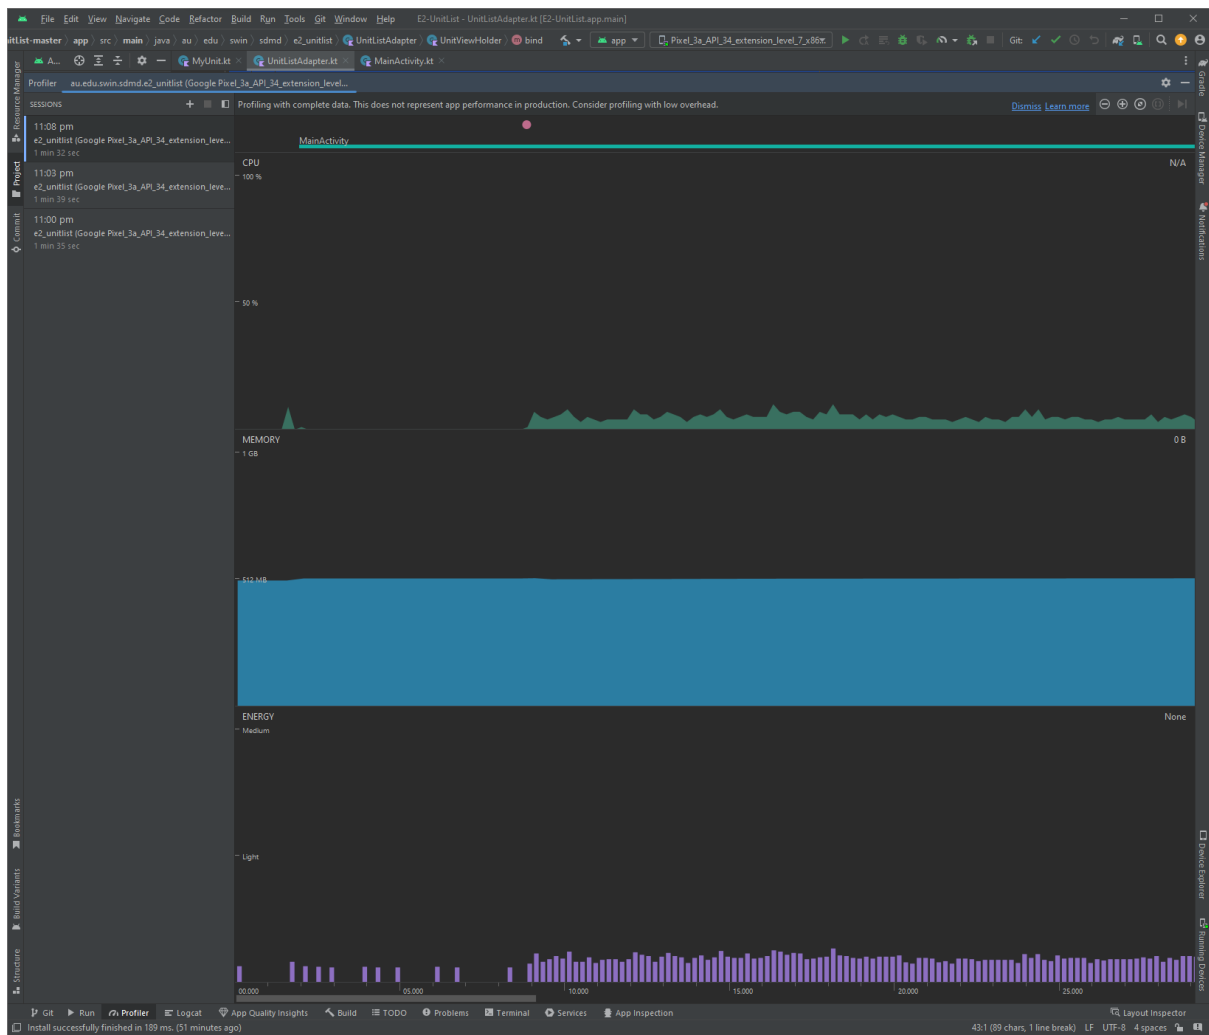 File Edit View Navigate Code Refactor Build Run Tools Git Window Help E2-UnitList - UnitListAdapter.kt [E2-UnitList.app.main]
itList-master app src main java au edu swin sdmd e2_unitlist UnitListAdapter UnitViewHolder bind app Pixel_3a_API_34_extension_level_7_x86 Git:
A... MyUnit.kt UnitListAdapter.kt MainActivity.kt
Profiler au.edu.swin.sdmd.e2_unitlist (Google Pixel_3a_API_34_extension_level...
SESSIONS
Profiling with complete data. This does not represent app performance in production. Consider profiling with low overhead. Dismiss Learn more
11:08 pm
e2_unitlist (Google Pixel_3a_API_34_extension_leve...
1 min 32 sec
11:03 pm
e2_unitlist (Google Pixel_3a_API_34_extension_leve...
1 min 39 sec
11:00 pm
e2_unitlist (Google Pixel_3a_API_34_extension_leve...
1 min 35 sec
MainActivity
CPU N/A
100 %
50 %
MEMORY 0 B
1 GB
512 MB
ENERGY None
Medium
Light
00.000 05.000 10.000 15.000 20.000 25.000
Resource Manager
Project
Commit
Bookmarks
Build Variants
Structure
Gradle
Device Manager
Notifications
Device Explorer
Running Devices
Git Run Profiler Logcat App Quality Insights Build TODO Problems Terminal Services App Inspection Layout Inspector
Install successfully finished in 189 ms. (51 minutes ago) 43:1 (89 chars, 1 line break) LF UTF-8 4 spaces